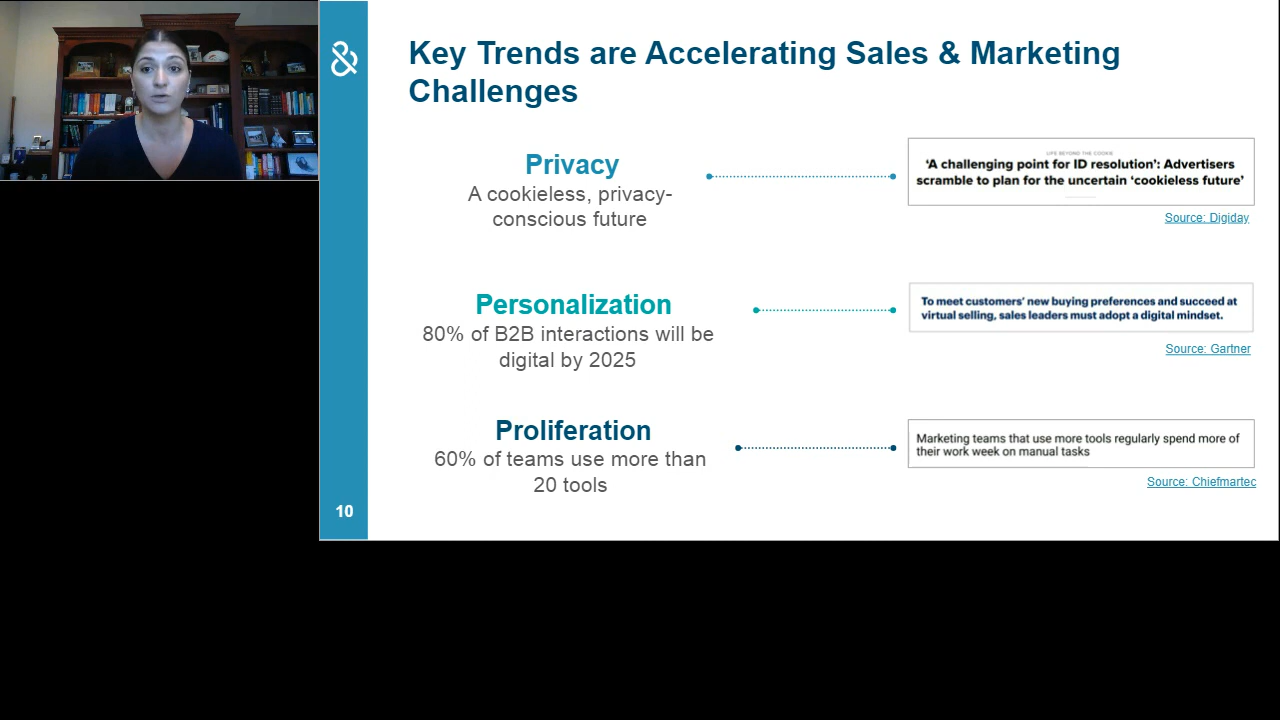 &
Key Trends are Accelerating Sales & Marketing
Challenges
Privacy
A cookieless, privacy-
conscious future
LIFE BEYOND THE COOKIE
‘A challenging point for ID resolution’: Advertisers
scramble to plan for the uncertain ‘cookieless future’
Source: Digiday
Personalization
80% of B2B interactions will be
digital by 2025
To meet customers’ new buying preferences and succeed at
virtual selling, sales leaders must adopt a digital mindset.
Source: Gartner
Proliferation
60% of teams use more than
20 tools
Marketing teams that use more tools regularly spend more of
their work week on manual tasks
Source: Chiefmartec
10